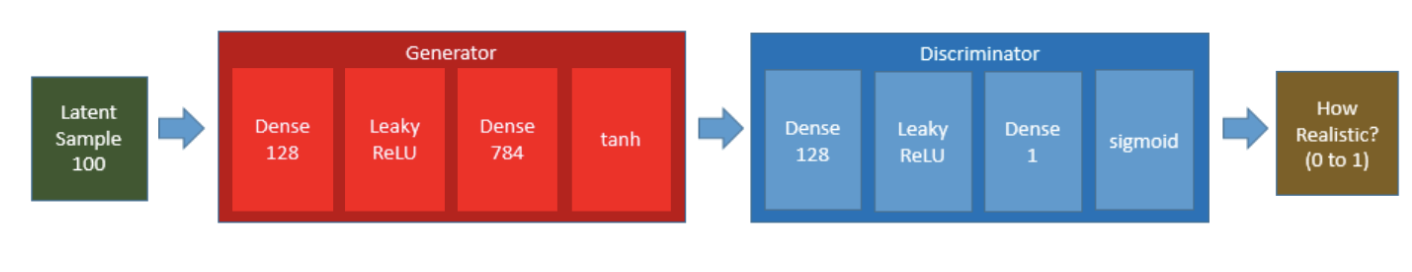 Latent
Sample
100
Generator
Dense
128
Leaky
ReLU
Dense
784
tanh
Discriminator
Dense
128
Leaky
ReLU
Dense
1
sigmoid
How
Realistic?
(0 to 1)